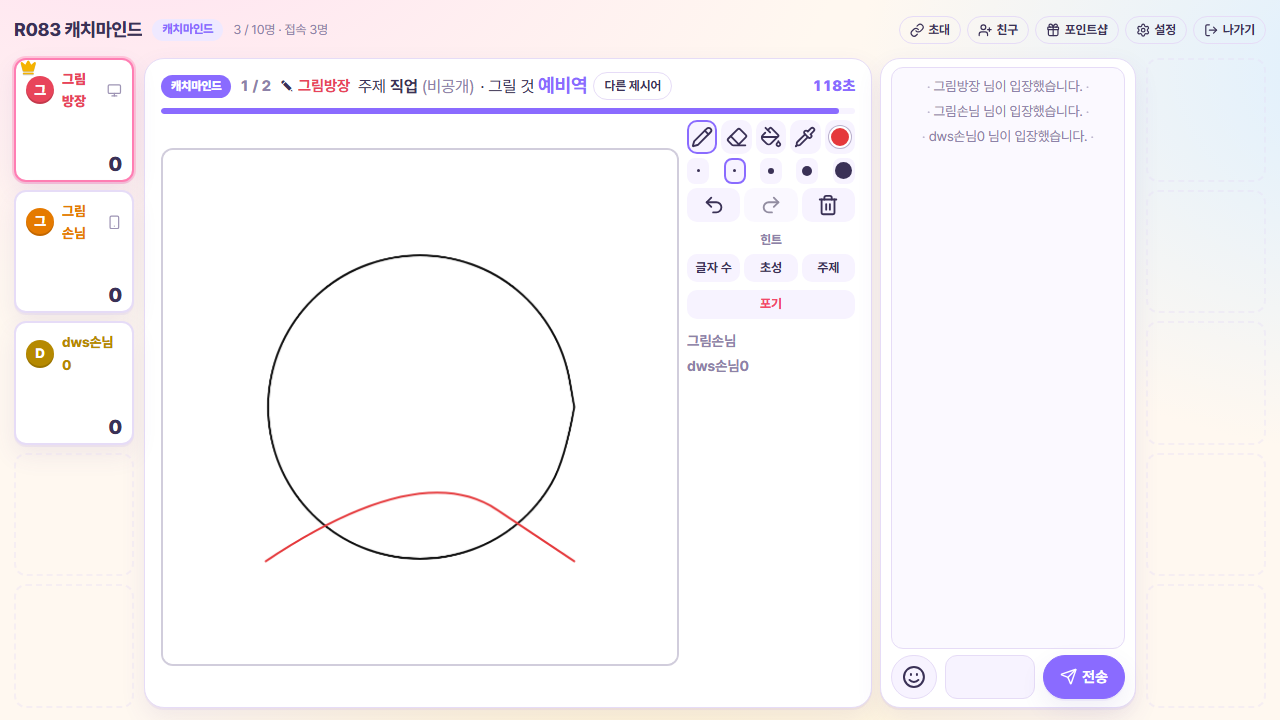 R083 캐치마인드 캐치마인드 3 / 10명 · 접속 3명
초대 친구 포인트샵 설정 나가기
그 그림방장
0
그 그림손님
0
D dws손님0
0
캐치마인드 1 / 2 그림방장 주제 직업 (비공개) · 그릴 것 예비역 다른 제시어 118초
힌트
글자 수 초성 주제
포기
그림손님
dws손님0
· 그림방장 님이 입장했습니다. ·
· 그림손님 님이 입장했습니다. ·
· dws손님0 님이 입장했습니다. ·
전송